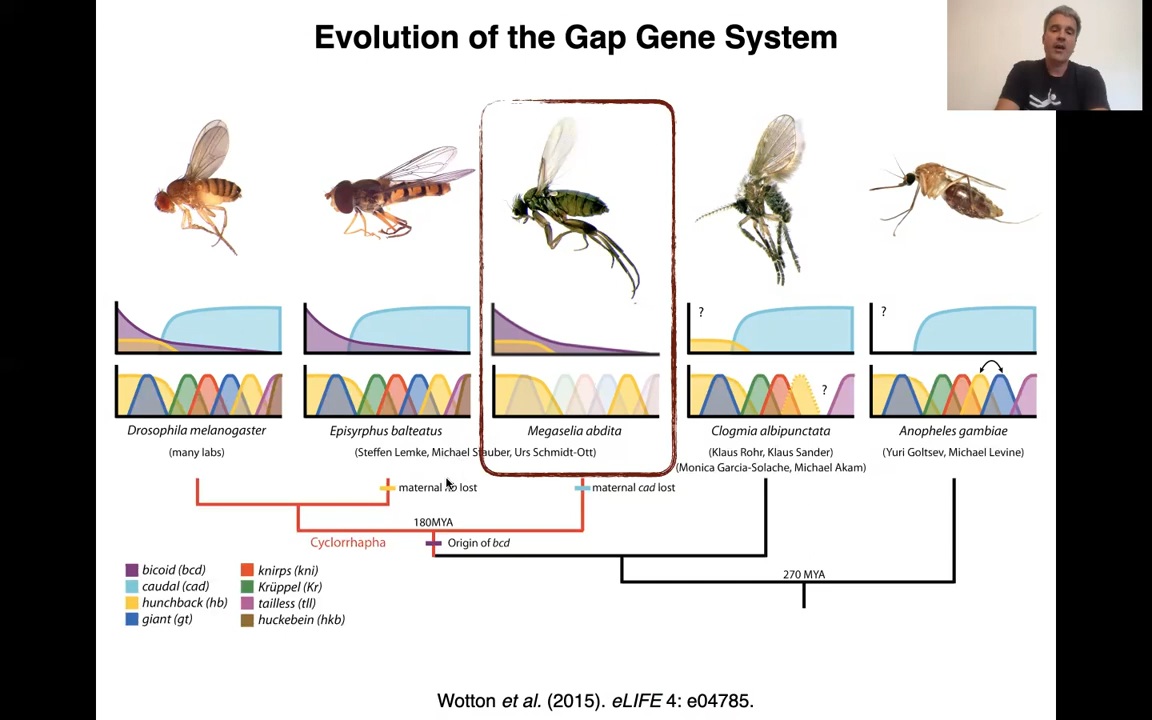 Evolution of the Gap Gene System
?
?
?
Drosophila melanogaster
Episyrphus balteatus
Megaselia abdita
Clogmia albipunctata
Anopheles gambiae
(many labs)
(Steffen Lemke, Michael Stauber, Urs Schmidt-Ott)
(Klaus Rohr, Klaus Sander)
(Yuri Goltsev, Michael Levine)
(Monica Garcia-Solache, Michael Akam)
maternal hb lost
maternal cad lost
180MYA
Cyclorrhapha
Origin of bcd
270 MYA
bicoid (bcd)
caudal (cad)
hunchback (hb)
giant (gt)
knirps (kni)
Krüppel (Kr)
tailless (tll)
huckebein (hkb)
Wotton et al. (2015). eLIFE 4: e04785.